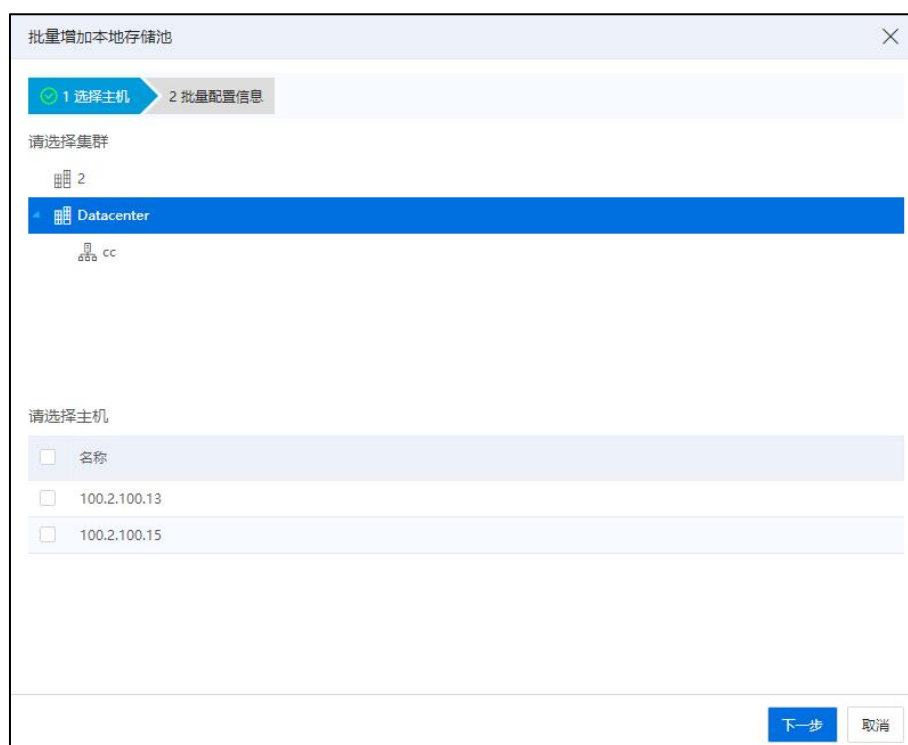 批量增加本地存储池
1 选择主机 2 批量配置信息
请选择集群
2
Datacenter
cc
请选择主机
名称
100.2.100.13
100.2.100.15
下一步 取消